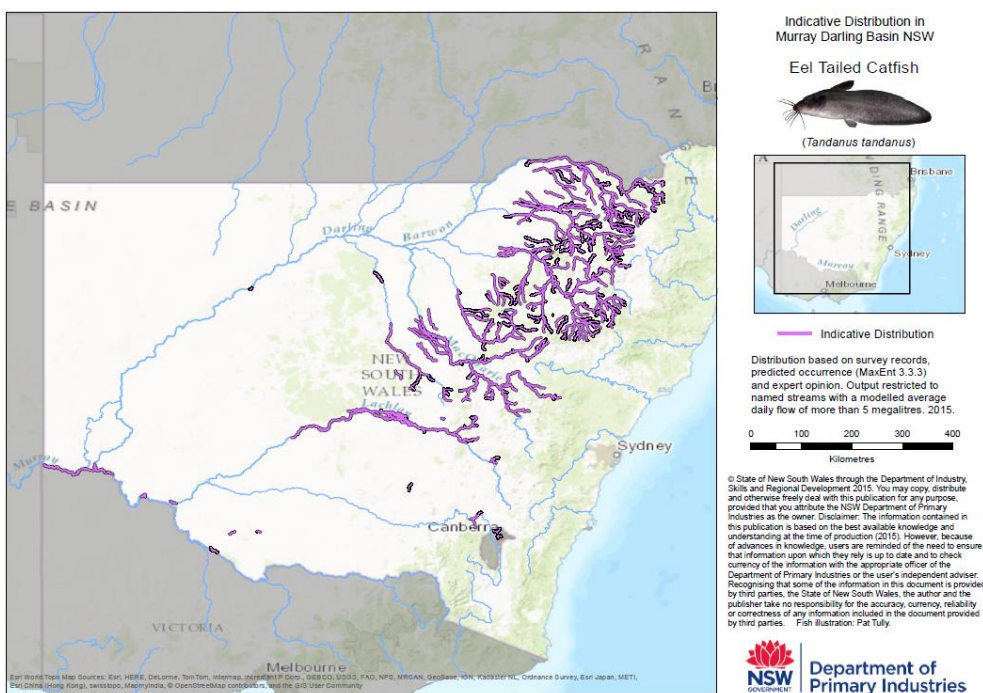 Indicative Distribution in
Murray Darling Basin NSW
Eel Tailed Catfish
(Tandanus tandanus)
A
DING RANGE
Brisbane
Darling
Sydney
Murray
Melbourne
Indicative Distribution
Distribution based on survey records,
predicted occurrence (MaxEnt 3.3.3)
and expert opinion. Output restricted to
named streams with a modelled average
daily flow of more than 5 megalitres. 2015.
0 100 200 300 400
Kilometres
© State of New South Wales through the Department of Industry,
Skills and Regional Development 2015. You may copy, distribute
and otherwise freely deal with this publication for any purpose,
provided that you attribute the NSW Department of Primary
Industries as the owner. Disclaimer: The information contained in
this publication is based on the best available knowledge and
understanding at the time of production (2015). However, because
of advances in knowledge, users are reminded of the need to ensure
that information upon which they rely is up to date and to check
currency of the information with the appropriate officer of the
Department of Primary Industries or the user's independent adviser.
Recognising that some of the information in this document is provided
by third parties, the State of New South Wales, the author and the
publisher take no responsibility for the accuracy, currency, reliability
or correctness of any information included in the document provided
by third parties. Fish illustration: Pat Tully.
NSW
GOVERNMENT
Department of
Primary Industries
RANGE
B
E BASIN
Darling
Barwon
Macquarie
NEW
SOUTH
WALES
Lachlan
Murray
Sydney
Canberra
VICTORIA
Melbourne
Esri World Topo Map Sources: Esri, HERE, DeLorme, TomTom, Intermap, Increment P Corp., GEBCO, USGS, FAO, NPS, NRCAN, GeoBase, IGN, Kadaster NL, Ordnance Survey, Esri Japan, METI,
Esri China (Hong Kong), swisstopo, MapmyIndia, © OpenStreetMap contributors, and the GIS User Community